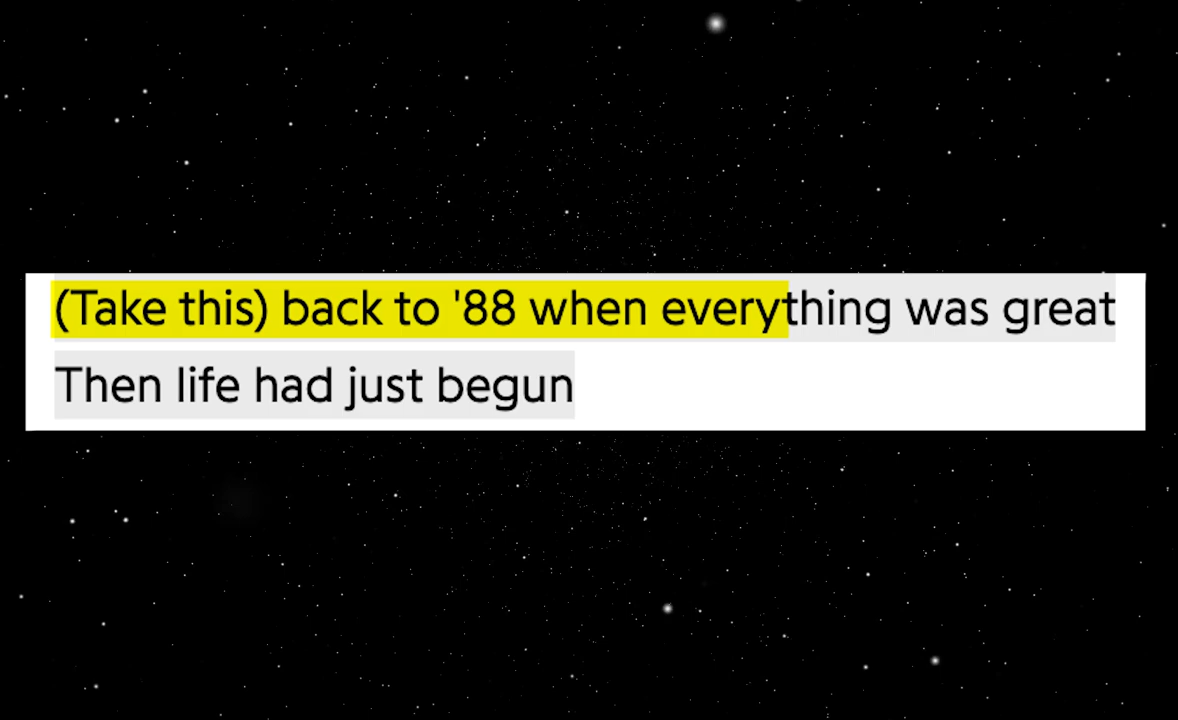 (Take this) back to '88 when everything was great
Then life had just begun